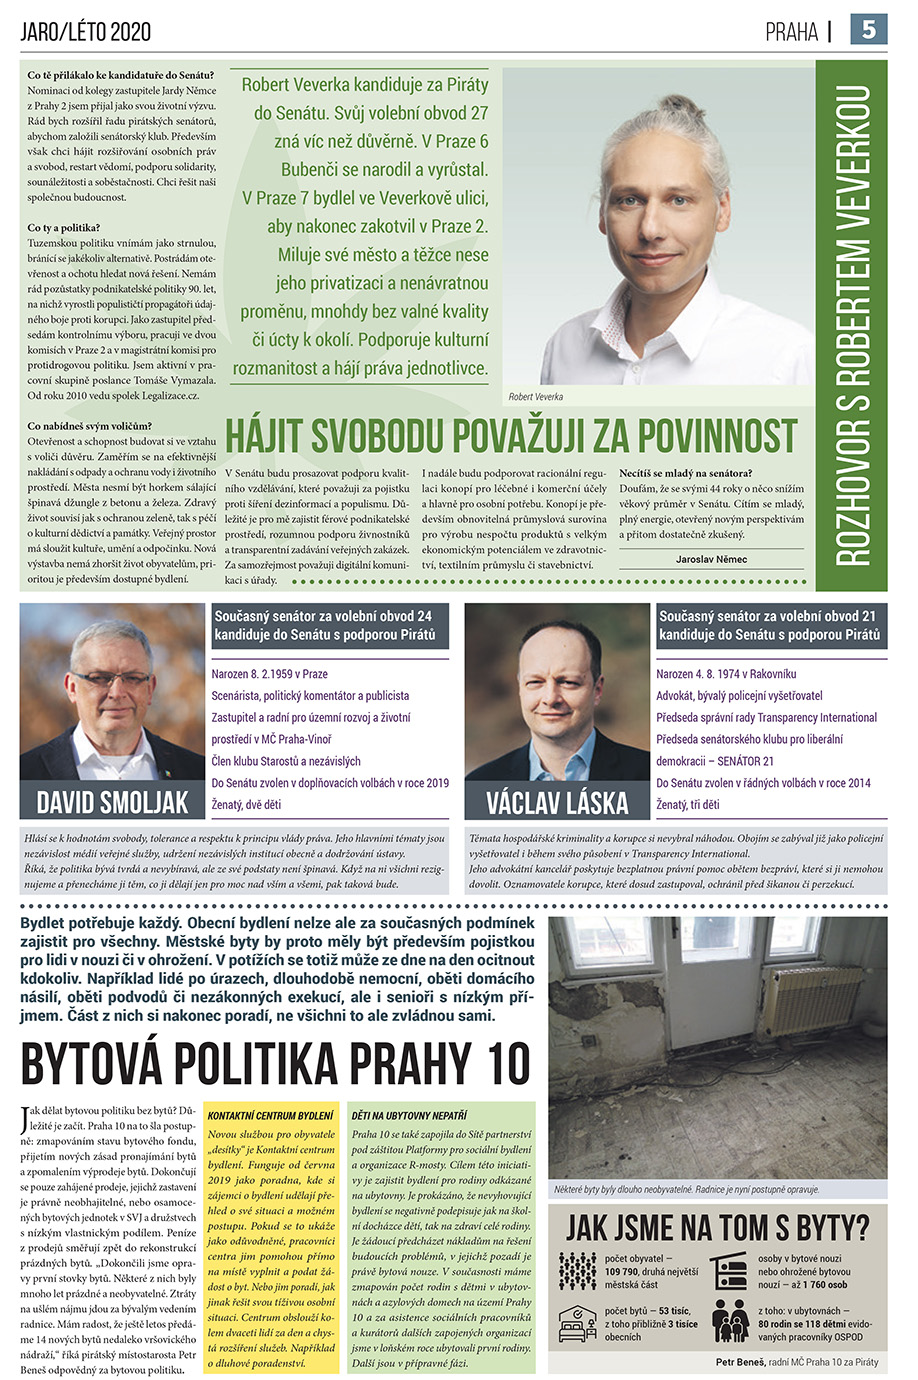 JARO/LÉTO 2020
PRAHA | 5
Co tě přilákalo ke kandidatuře do Senátu?
Nominaci od kolegy zastupitele Jardy Němce
z Prahy 2 jsem přijal jako svou životní výzvu.
Rád bych rozšířil řadu pirátských senátorů,
abychom založili senátorský klub. Především
však chci hájit rozšiřování osobních práv
a svobod, restart vědomí, podporu solidarity,
sounáležitosti a soběstačnosti. Chci řešit naši
společnou budoucnost.
Co ty a politika?
Tuzemskou politiku vnímám jako strnulou,
bránící se jakékoliv alternativě. Postrádám ote-
vřenost a ochotu hledat nová řešení. Nemám
rád pozůstatky podnikatelské politiky 90. let,
na nichž vyrostli populističtí propagátoři údaj-
ného boje proti korupci. Jako zastupitel před-
sedám kontrolnímu výboru, pracuji ve dvou
komisích v Praze 2 a v magistrátní komisi pro
protidrogovou politiku. Jsem aktivní v pra-
covní skupině poslance Tomáše Vymazala.
Od roku 2010 vedu spolek Legalizace.cz.
Co nabídneš svým voličům?
Otevřenost a schopnost budovat si ve vztahu
s voliči důvěru. Zaměřím se na efektivnější
nakládání s odpady a ochranu vody i životního
prostředí. Města nesmí být horkem sálající
špinavá džungle z betonu a železa. Zdravý
život souvisí jak s ochranou zeleně, tak s péčí
o kulturní dědictví a památky. Veřejný prostor
má sloužit kultuře, umění a odpočinku. Nová
výstavba nemá zhoršit život obyvatelům, pri-
oritou je především dostupné bydlení.
Robert Veverka kandiduje za Piráty
do Senátu. Svůj volební obvod 27
zná víc než důvěrně. V Praze 6
Bubenči se narodil a vyrůstal.
V Praze 7 bydlel ve Veverkově ulici,
aby nakonec zakotvil v Praze 2.
Miluje své město a těžce nese
jeho privatizaci a nenávratnou
proměnu, mnohdy bez valné kvality
či úcty k okolí. Podporuje kulturní
rozmanitost a hájí práva jednotlivce.
Robert Veverka
ROZHOVOR S ROBERTEM VEVERKOU
HÁJIT SVOBODU POVAŽUJI ZA POVINNOST
V Senátu budu prosazovat podporu kvalit-
ního vzdělávání, které považuji za pojistku
proti šíření dezinformací a populismu. Dů-
ležité je pro mě zajistit férové podnikatelské
prostředí, rozumnou podporu živnostníků
a transparentní zadávání veřejných zakázek.
Za samozřejmost považuji digitální komuni-
kaci s úřady.
I nadále budu podporovat racionální regu-
laci konopí pro léčebné i komerční účely
a hlavně pro osobní potřebu. Konopí je pře-
devším obnovitelná průmyslová surovina
pro výrobu nespočtu produktů s velkým
ekonomickým potenciálem ve zdravotnic-
tví, textilním průmyslu či stavebnictví.
Necítíš se mladý na senátora?
Doufám, že se svými 44 roky o něco snížím
věkový průměr v Senátu. Cítím se mladý,
plný energie, otevřený novým perspektivám
a přitom dostatečně zkušený.
Jaroslav Němec
DAVID SMOLJAK
Současný senátor za volební obvod 24
kandiduje do Senátu s podporou Pirátů
Narozen 8. 2.1959 v Praze
Scenárista, politický komentátor a publicista
Zastupitel a radní pro územní rozvoj a životní
prostředí v MČ Praha-Vinoř
Člen klubu Starostů a nezávislých
Do Senátu zvolen v doplňovacích volbách v roce 2019
Ženatý, dvě děti
Hlásí se k hodnotám svobody, tolerance a respektu k principu vlády práva. Jeho hlavními tématy jsou
nezávislost médií veřejné služby, udržení nezávislých institucí obecně a dodržování ústavy.
Říká, že politika bývá tvrdá a nevybíravá, ale ze své podstaty není špinavá. Když na ni všichni rezig-
nujeme a přenecháme ji těm, co ji dělají jen pro moc nad vším a všemi, pak taková bude.
VÁCLAV LÁSKA
Současný senátor za volební obvod 21
kandiduje do Senátu s podporou Pirátů
Narozen 4. 8. 1974 v Rakovníku
Advokát, bývalý policejní vyšetřovatel
Předseda správní rady Transparency International
Předseda senátorského klubu pro liberální
demokracii – SENÁTOR 21
Do Senátu zvolen v řádných volbách v roce 2014
Ženatý, tři děti
Témata hospodářské kriminality a korupce si nevybral náhodou. Obojím se zabýval již jako policejní
vyšetřovatel i během svého působení v Transparency International.
Jeho advokátní kancelář poskytuje bezplatnou právní pomoc obětem bezpráví, které si ji nemohou
dovolit. Oznamovatele korupce, které dosud zastupoval, ochránil před šikanou či perzekucí.
Bydlet potřebuje každý. Obecní bydlení nelze ale za současných podmínek
zajistit pro všechny. Městské byty by proto měly být především pojistkou
pro lidi v nouzi či v ohrožení. V potížích se totiž může ze dne na den ocitnout
kdokoliv. Například lidé po úrazech, dlouhodobě nemocní, oběti domácího
násilí, oběti podvodů či nezákonných exekucí, ale i senioři s nízkým pří-
jmem. Část z nich si nakonec poradí, ne všichni to ale zvládnou sami.
BYTOVÁ POLITIKA PRAHY 10
Jak dělat bytovou politiku bez bytů? Dů-
ležité je začít. Praha 10 na to šla postup-
ně: zmapováním stavu bytového fondu,
přijetím nových zásad pronajímání bytů
a zpomalením výprodeje bytů. Dokončují
se pouze zahájené prodeje, jejichž zastavení
je právně neobhajitelné, nebo osamoce-
ných bytových jednotek v SVJ a družstvech
s nízkým vlastnickým podílem. Peníze
z prodejů směřují zpět do rekonstrukcí
prázdných bytů. „Dokončili jsme opra-
vy první stovky bytů. Některé z nich byly
mnoho let prázdné a neobyvatelné. Ztráty
na ušlém nájmu jdou za bývalým vedením
radnice. Mám radost, že ještě letos předá-
me 14 nových bytů nedaleko vršovického
nádraží,“ říká pirátský místostarosta Petr
Beneš odpovědný za bytovou politiku.
KONTAKTNÍ CENTRUM BYDLENÍ
Novou službou pro obyvatele
„desítky“ je Kontaktní centrum
bydlení. Funguje od června
2019 jako poradna, kde si
zájemci o bydlení udělají pře-
hled o své situaci a možném
postupu. Pokud se to ukáže
jako odůvodněné, pracovníci
centra jim pomohou přímo
na místě vyplnit a podat žá-
dost o byt. Nebo jim poradí, jak
jinak řešit svou tíživou osobní
situaci. Centrum obslouží ko-
lem dvaceti lidí za den a chys-
tá rozšíření služeb. Například
o dluhové poradenství.
DĚTI NA UBYTOVNY NEPATŘÍ
Praha 10 se také zapojila do Sítě partnerství
pod záštitou Platformy pro sociální bydlení
a organizace R-mosty. Cílem této iniciati-
vy je zajistit bydlení pro rodiny odkázané
na ubytovny. Je prokázáno, že nevyhovující
bydlení se negativně podepisuje jak na škol-
ní docházce dětí, tak na zdraví celé rodiny.
Je žádoucí předcházet nákladům na řešení
budoucích problémů, v jejichž pozadí je
právě bytová nouze. V současnosti máme
zmapován počet rodin s dětmi v ubytov-
nách a azylových domech na území Prahy
10 a za asistence sociálních pracovníků
a kurátorů dalších zapojených organizací
jsme v loňském roce ubytovali první rodiny.
Další jsou v přípravné fázi.
Některé byty byly dlouho neobyvatelné. Radnice je nyní postupně opravuje.
JAK JSME NA TOM S BYTY?
počet obyvatel –
109 790, druhá největší
městská část
osoby v bytové nouzi
nebo ohrožené bytovou
nouzí – až 1 760 osob
počet bytů – 53 tisíc,
z toho přibližně 3 tisíce
obecních
z toho: v ubytovnách –
80 rodin se 118 dětmi evido-
vaných pracovníky OSPOD
Petr Beneš, radní MČ Praha 10 za Piráty